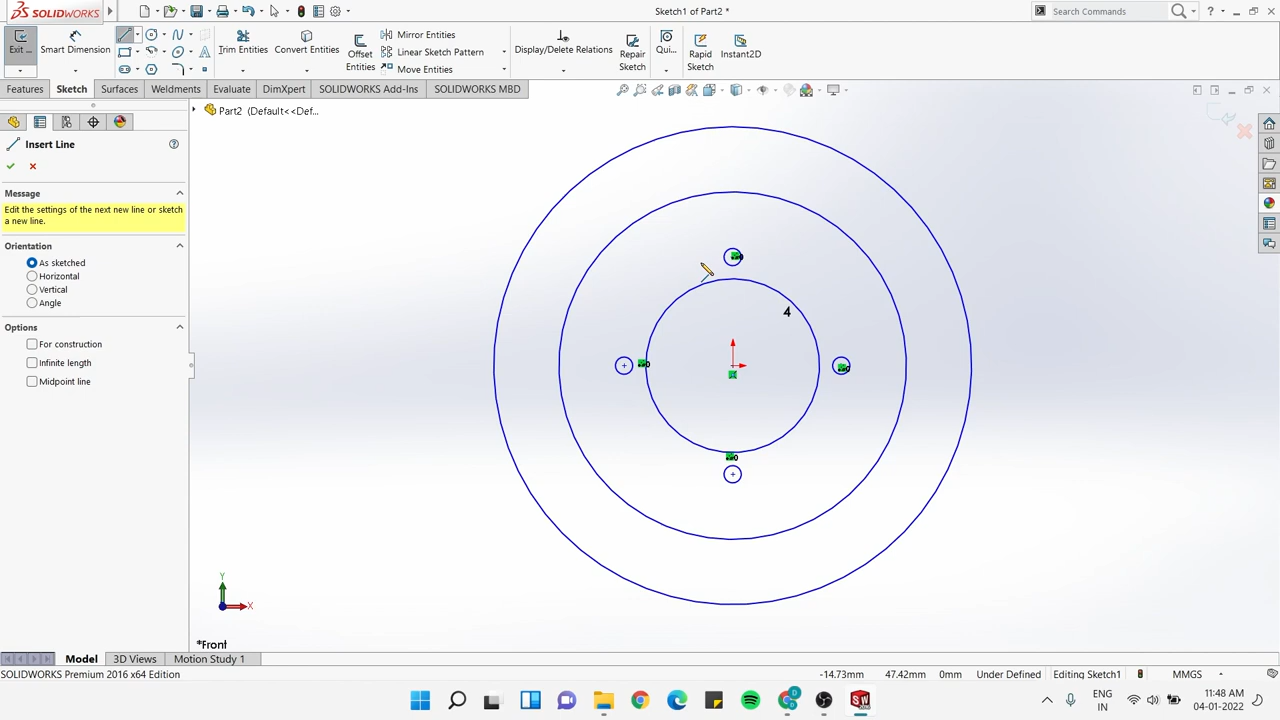 SOLIDWORKS
Sketch1 of Part2 *
Search Commands
?
Exit...
Smart Dimension
Trim Entities
Convert Entities
Offset Entities
Mirror Entities
Linear Sketch Pattern
Move Entities
Display/Delete Relations
Repair Sketch
Qui...
Rapid Sketch
Instant2D
Features
Sketch
Surfaces
Weldments
Evaluate
DimXpert
SOLIDWORKS Add-Ins
SOLIDWORKS MBD
Part2 (Default<<Def...
Insert Line
Message
Edit the settings of the next new line or sketch
a new line.
Orientation
As sketched
Horizontal
Vertical
Angle
Options
For construction
Infinite length
Midpoint line
4
Y
X
*Front
Model
3D Views
Motion Study 1
SOLIDWORKS Premium 2016 x64 Edition
-14.73mm
47.42mm
0mm
Under Defined
Editing Sketch1
MMGS
ENG
IN
11:48 AM
04-01-2022